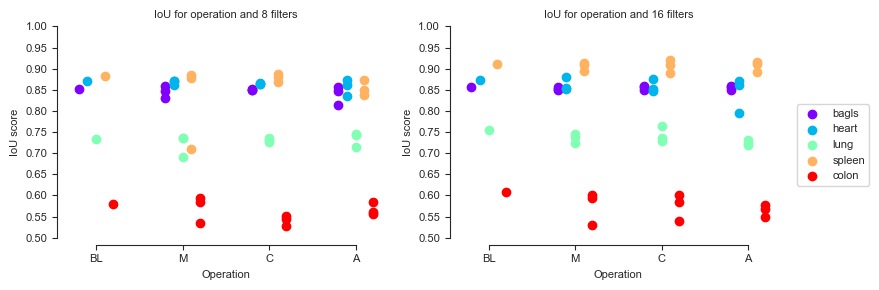 IoU for operation and 8 filters
IoU score
1.00
0.95
0.90
0.85
0.80
0.75
0.70
0.65
0.60
0.55
0.50
BL M C A
Operation
IoU for operation and 16 filters
IoU score
1.00
0.95
0.90
0.85
0.80
0.75
0.70
0.65
0.60
0.55
0.50
BL M C A
Operation
bagls
heart
lung
spleen
colon